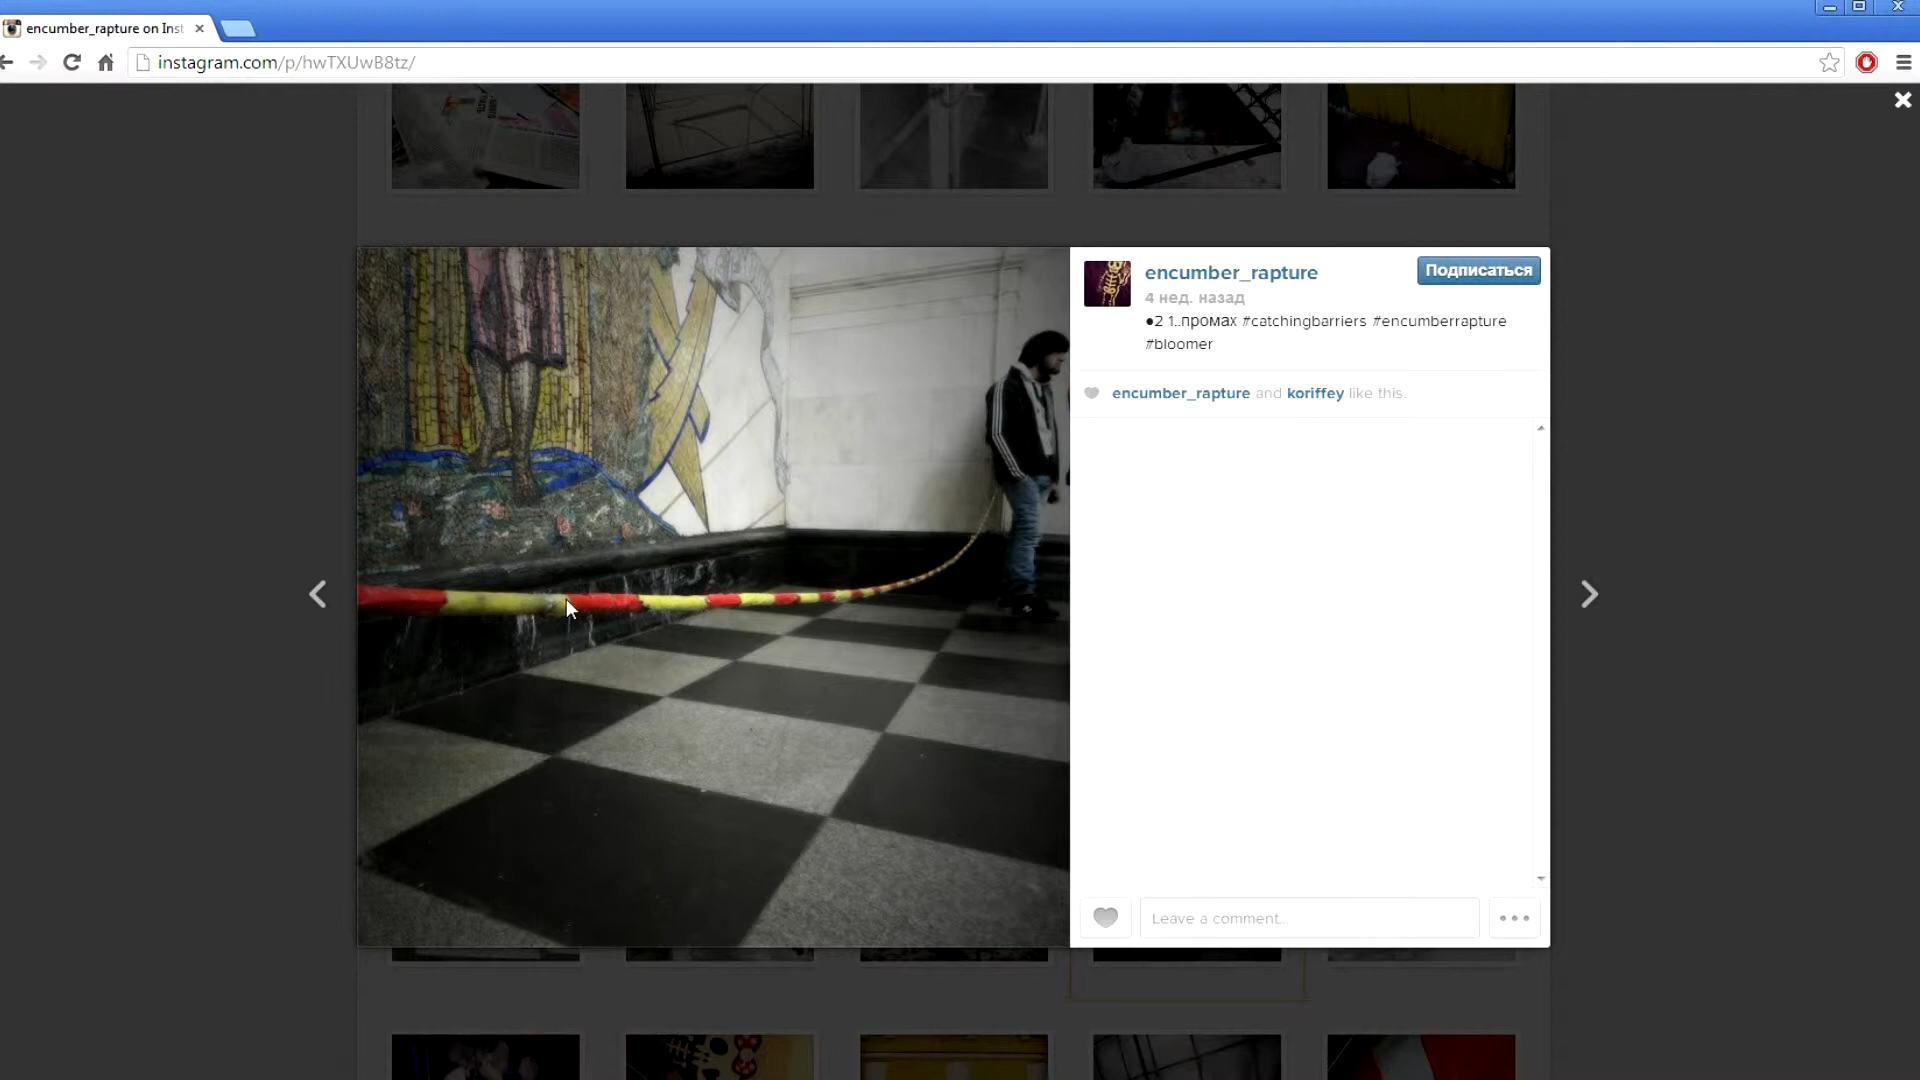 encumber_rapture on Inst
instagram.com/p/hwTXUwB8tz/
encumber_rapture
Подписаться
4 нед. назад
●2 1..промах #catchingbarriers #encumberrapture
#bloomer
encumber_rapture and koriffey like this.
Leave a comment...